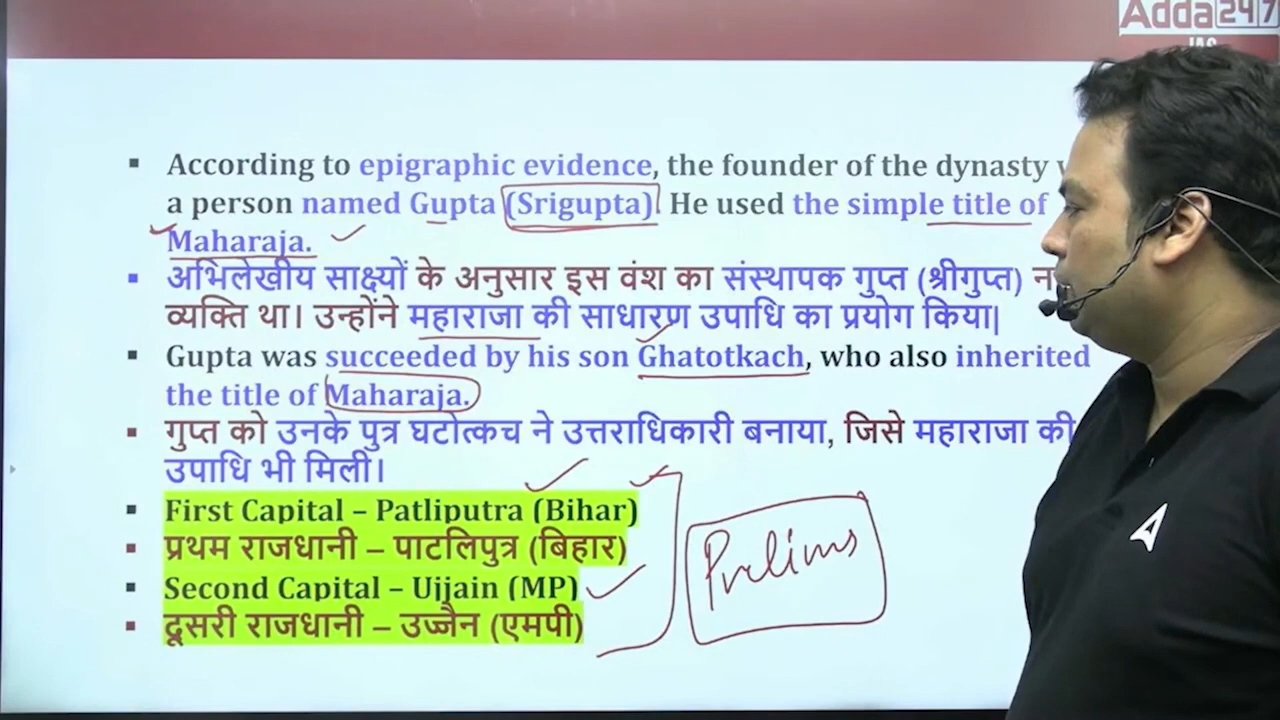 Adda 247
IAS
▪ According to epigraphic evidence, the founder of the dynasty
a person named Gupta (Srigupta). He used the simple title of
Maharaja.
▪ अभिलेखीय साक्ष्यों के अनुसार इस वंश का संस्थापक गुप्त (श्रीगुप्त)
व्यक्ति था। उन्होंने महाराजा की साधारण उपाधि का प्रयोग किया|
▪ Gupta was succeeded by his son Ghatotkach, who also inherited
the title of Maharaja.
▪ गुप्त को उनके पुत्र घटोत्कच ने उत्तराधिकारी बनाया, जिसे महाराजा की
उपाधि भी मिली।
▪ First Capital – Patliputra (Bihar)
▪ प्रथम राजधानी – पाटलिपुत्र (बिहार)
▪ Second Capital – Ujjain (MP)
▪ दूसरी राजधानी – उज्जैन (एमपी)
Prelims